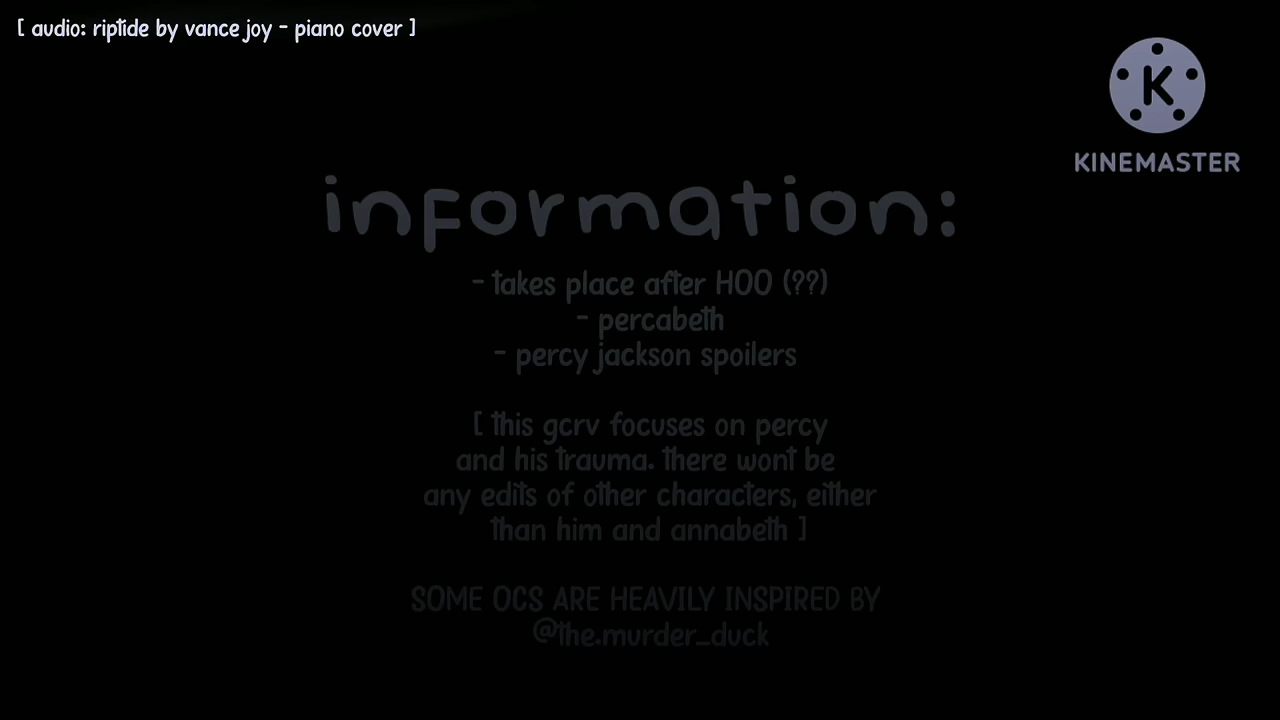 [ audio: riptide by vance joy - piano cover ]
K
KINEMASTER
information:
- takes place after HOO (??)
- percabeth
- percy jackson spoilers
[ this gcrv focuses on percy
and his trauma. there wont be
any edits of other characters, either
than him and annabeth ]
SOME OCS ARE HEAVILY INSPIRED BY
@the.murder_duck